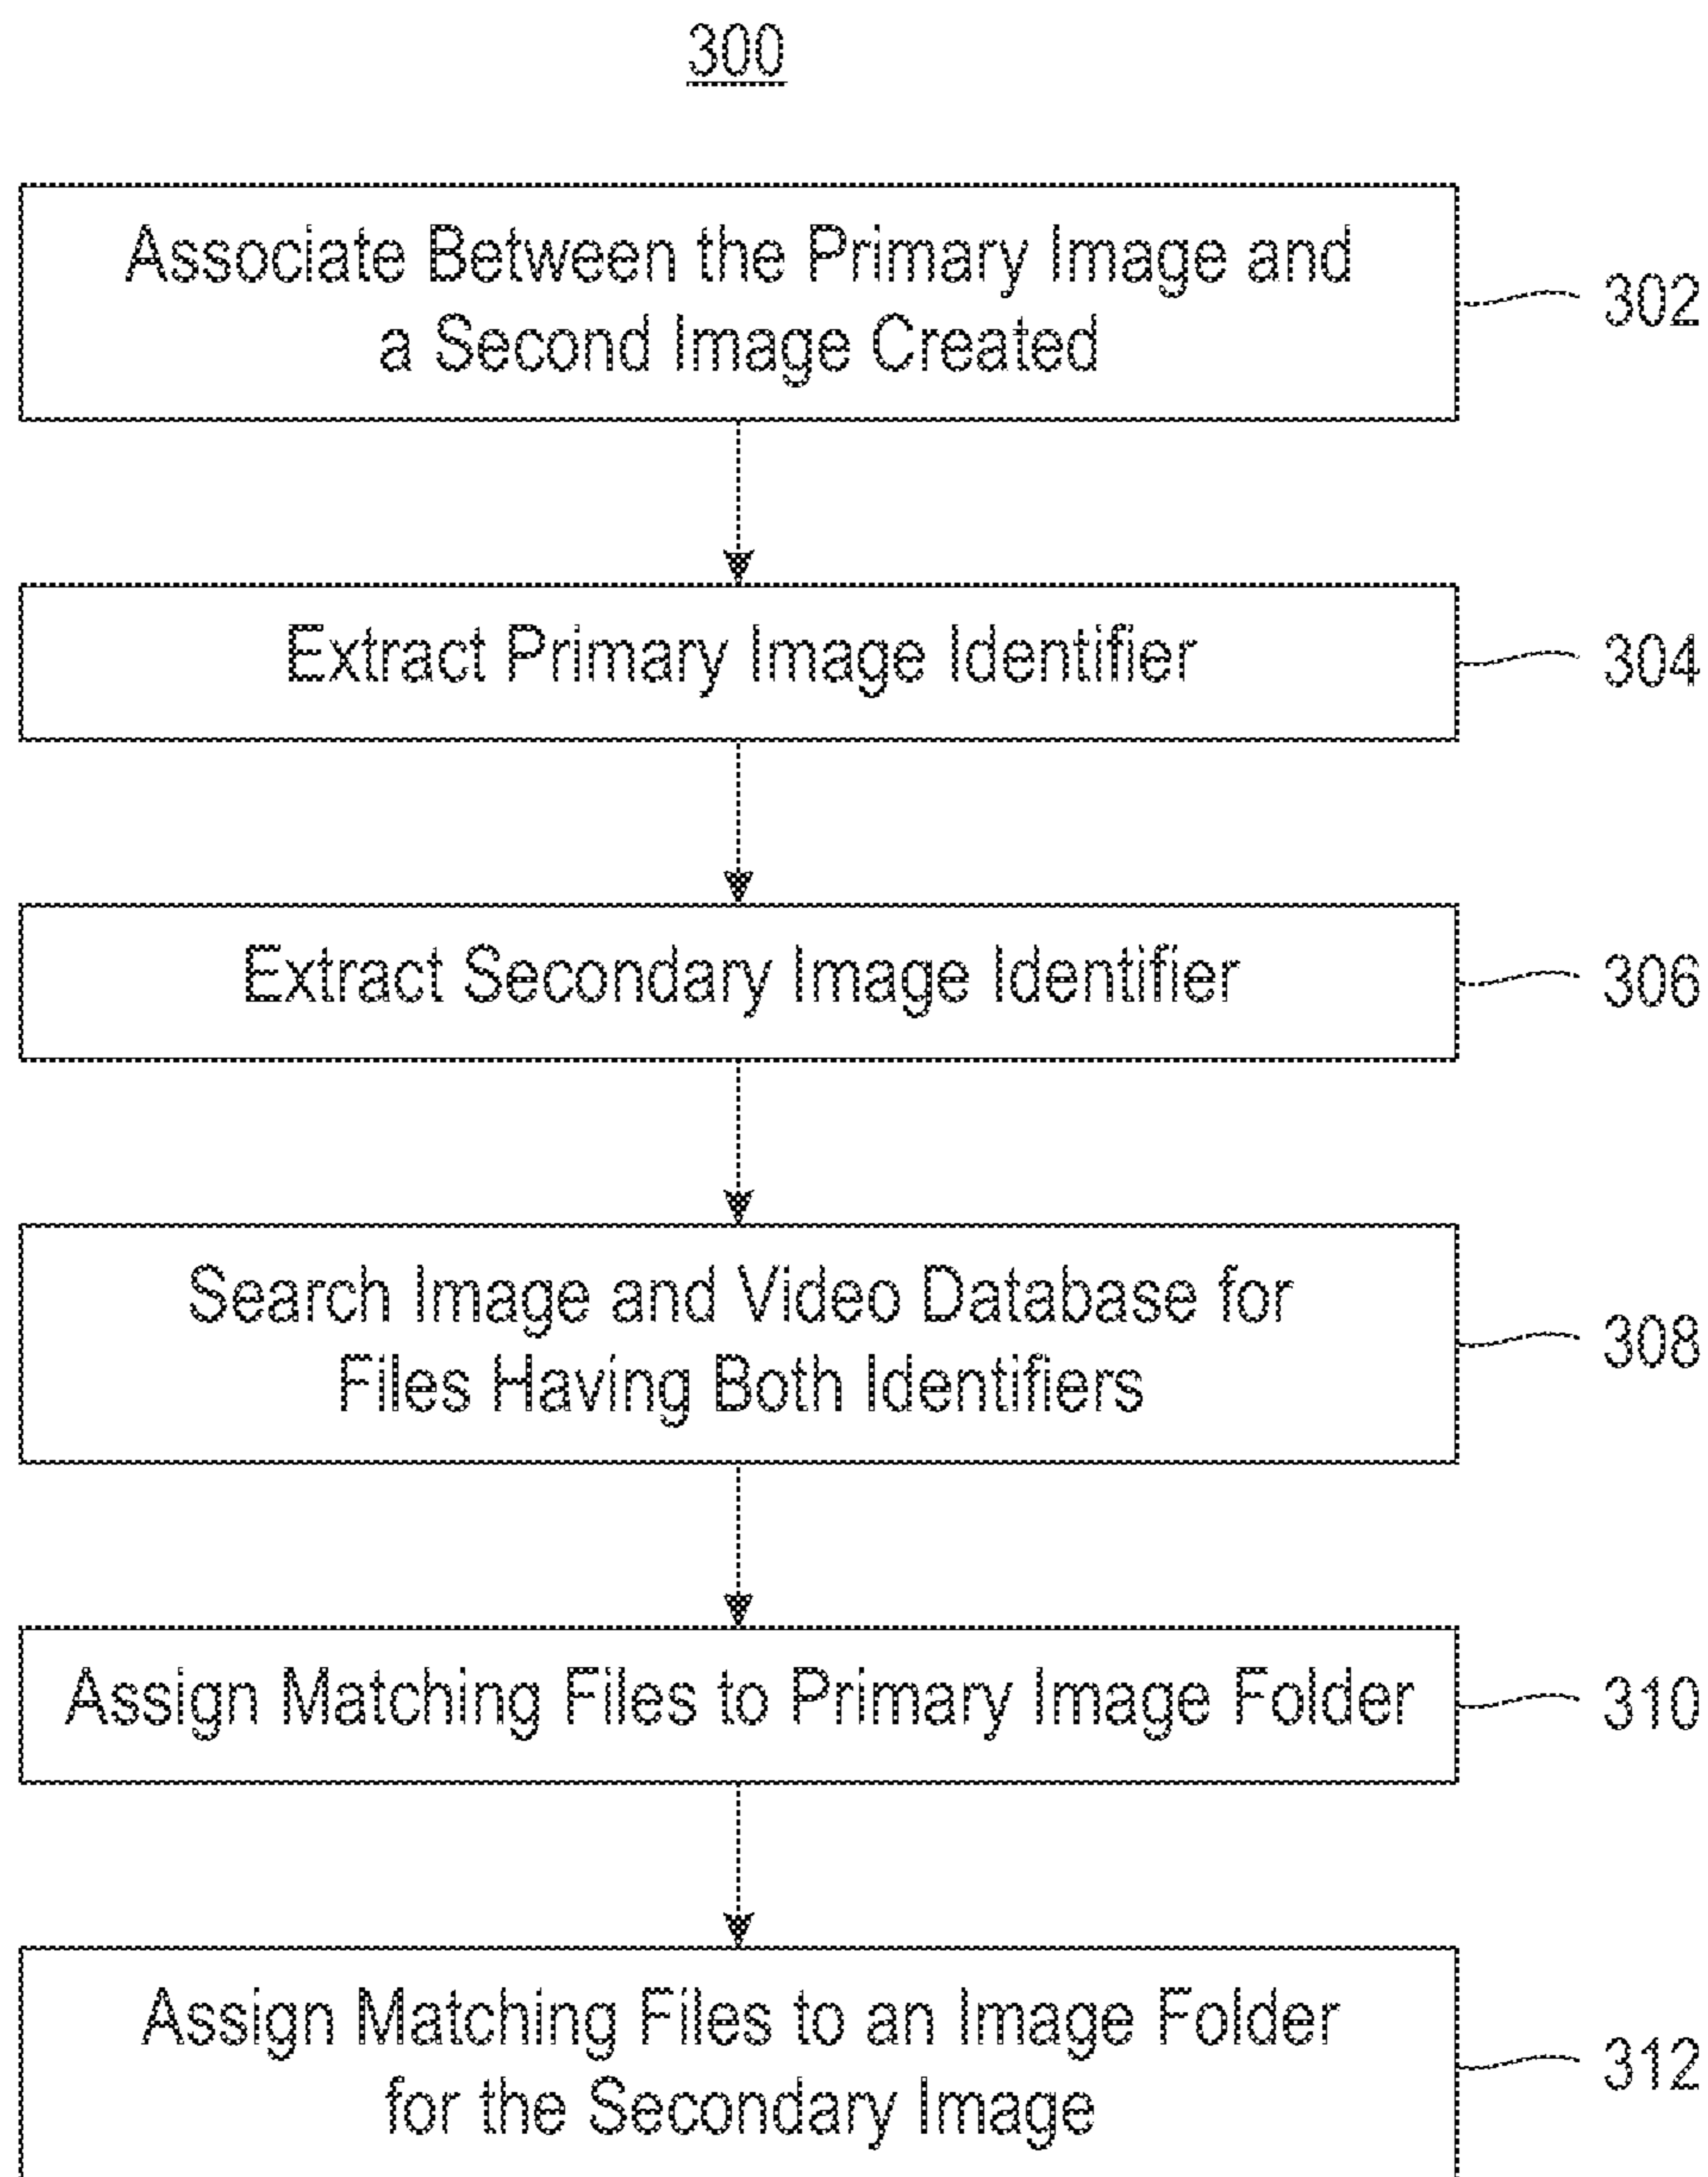 300
Associate Between the Primary Image and
a Second Image Created
302
Extract Primary Image Identifier
304
Extract Secondary Image Identifier
306
Search Image and Video Database for
Files Having Both Identifiers
308
Assign Matching Files to Primary Image Folder
310
Assign Matching Files to an Image Folder
for the Secondary Image
312